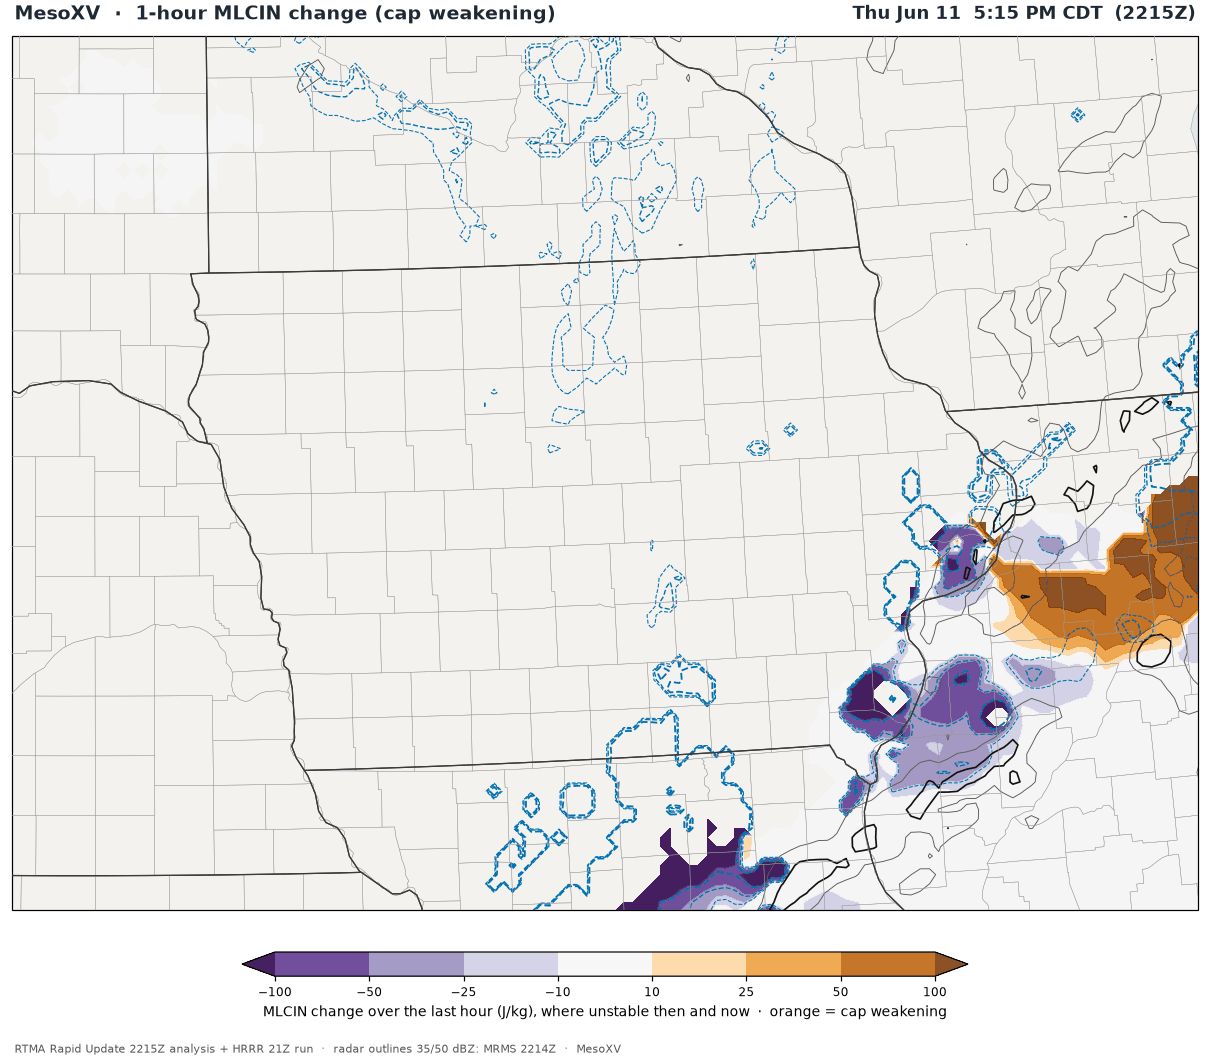 MesoXV · 1-hour MLCIN change (cap weakening)
Thu Jun 11 5:15 PM CDT (2215Z)
−100 −50 −25 −10 10 25 50 100
MLCIN change over the last hour (J/kg), where unstable then and now · orange = cap weakening
RTMA Rapid Update 2215Z analysis + HRRR 21Z run · radar outlines 35/50 dBZ: MRMS 2214Z · MesoXV